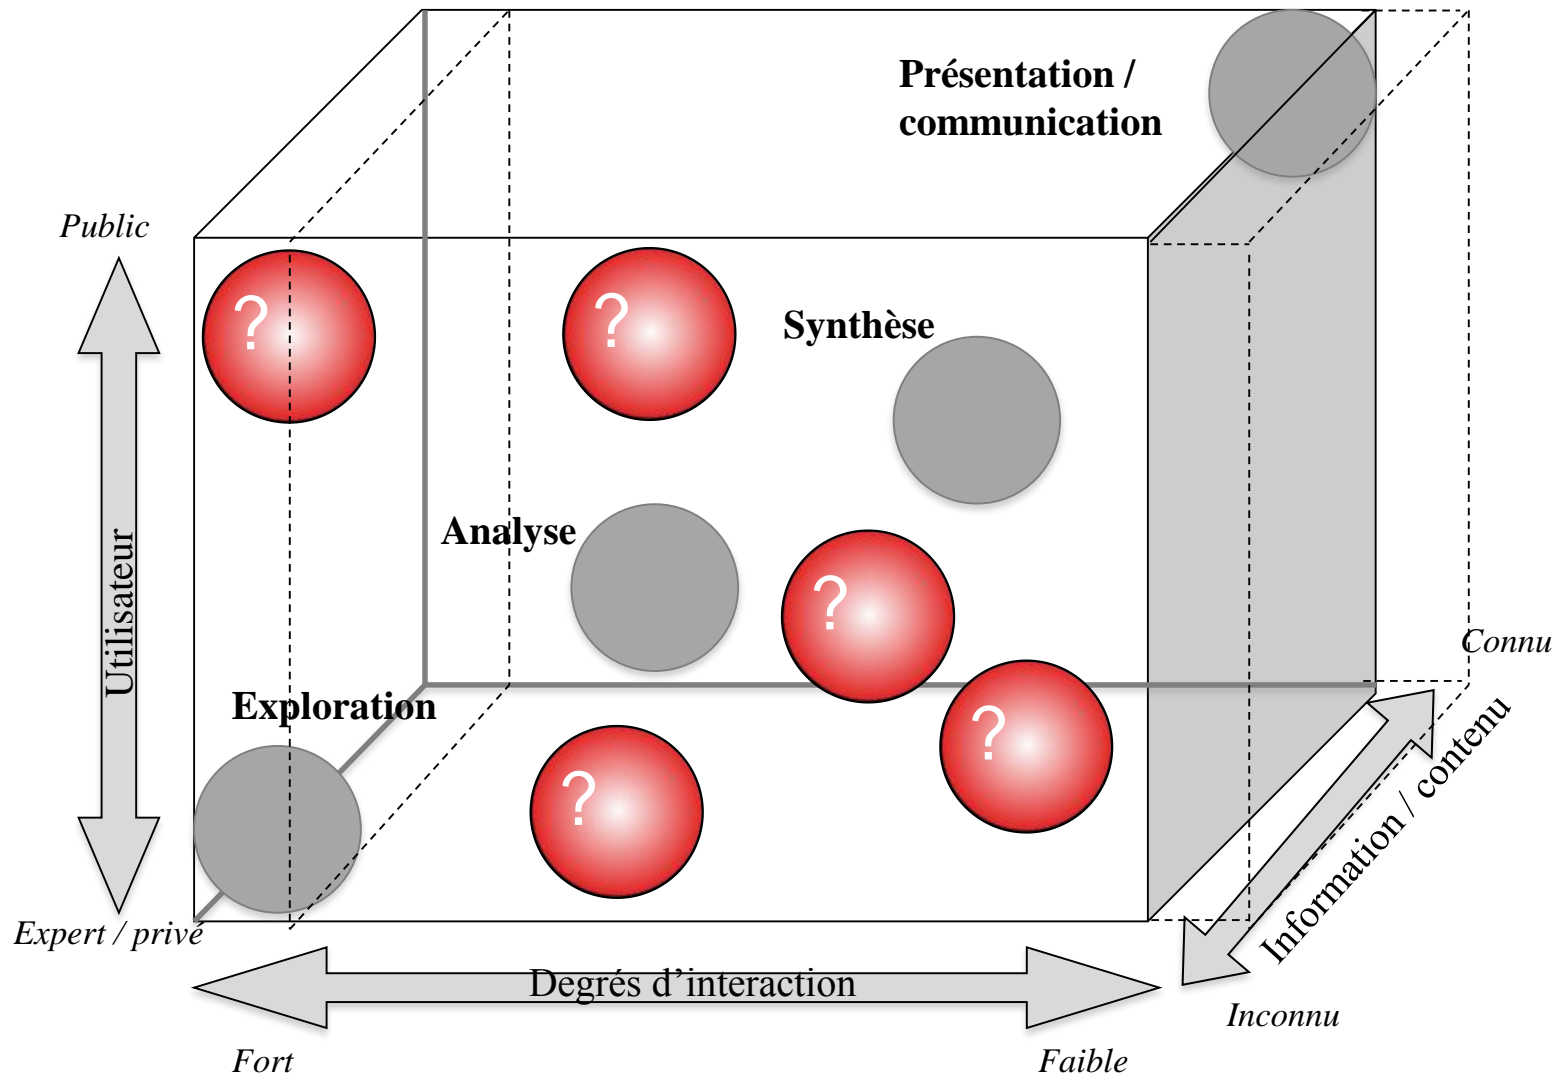 Présentation /
communication
Public
?
?
Synthèse
Analyse
Utilisateur
?
Connu
Exploration
?
?
Information / contenu
Expert / privé
Degrés d’interaction
Inconnu
Fort
Faible